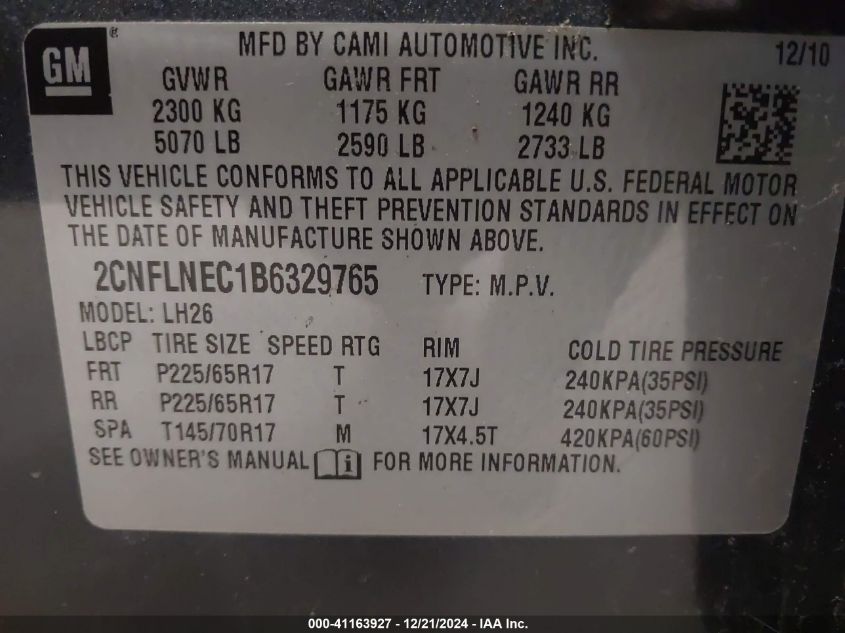 GM ® MFD BY CAMI AUTOMOTIVE INC. 12/10
GVWR GAWR FRT GAWR RR
2300 KG 1175 KG 1240 KG
5070 LB 2590 LB 2733 LB
THIS VEHICLE CONFORMS TO ALL APPLICABLE U.S. FEDERAL MOTOR
VEHICLE SAFETY AND THEFT PREVENTION STANDARDS IN EFFECT ON
THE DATE OF MANUFACTURE SHOWN ABOVE.
2CNFLNEC1B6329765 TYPE: M.P.V.
MODEL: LH26
LBCP TIRE SIZE SPEED RTG RIM COLD TIRE PRESSURE
FRT P225/65R17 T 17X7J 240KPA(35PSI)
RR P225/65R17 T 17X7J 240KPA(35PSI)
SPA T145/70R17 M 17X4.5T 420KPA(60PSI)
SEE OWNER'S MANUAL i FOR MORE INFORMATION.
000-41163927 - 12/21/2024 - IAA Inc.